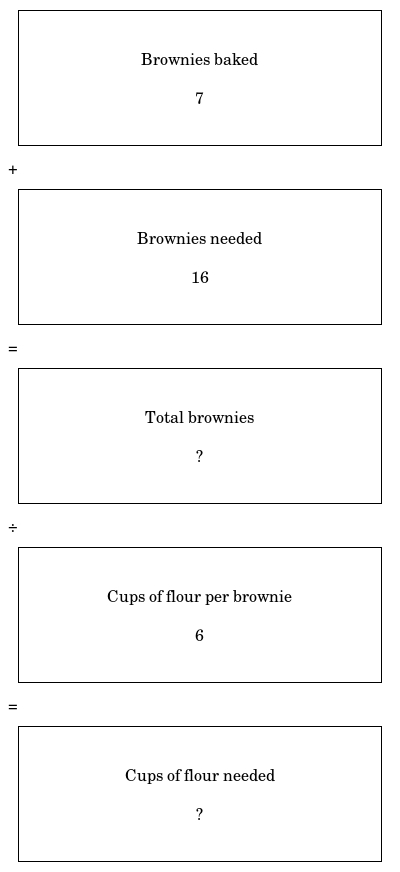 Brownies baked
7
+
Brownies needed
16
=
Total brownies
?
÷
Cups of flour per brownie
6
=
Cups of flour needed
?